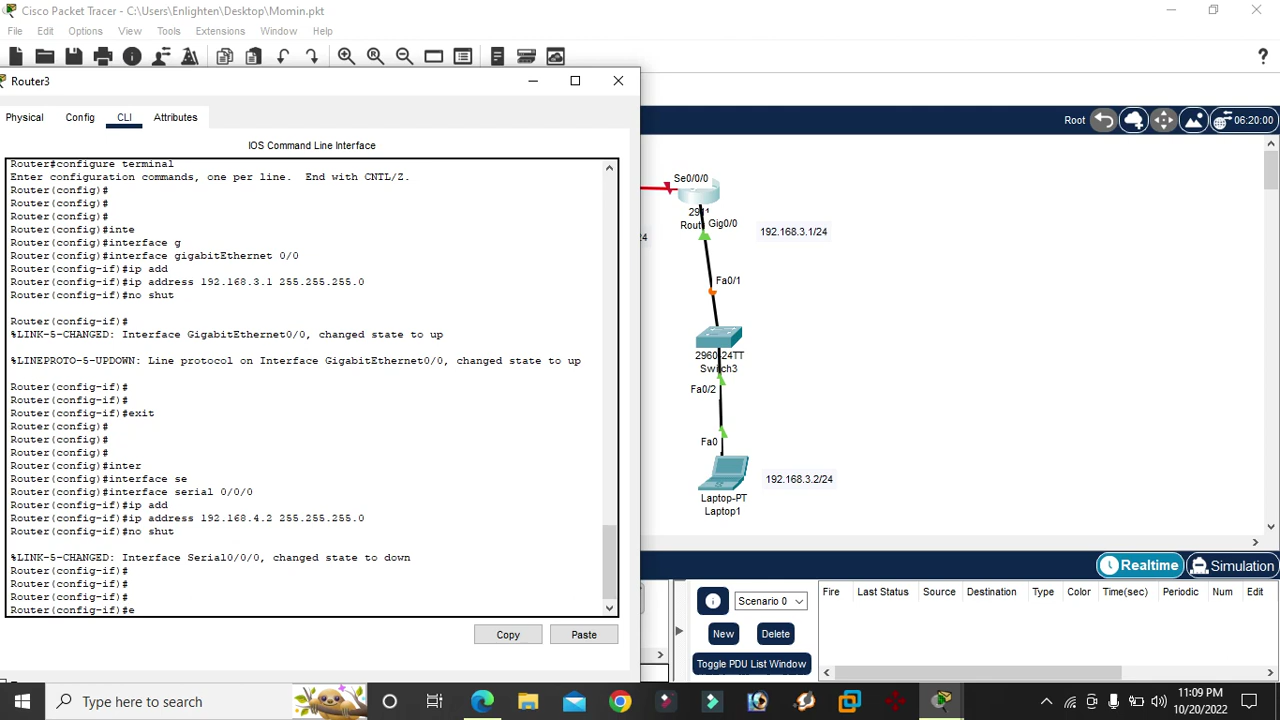 Cisco Packet Tracer - C:\Users\Enlighten\Desktop\Momin.pkt
File Edit Options View Tools Extensions Window Help
Router3
Physical Config CLI Attributes
IOS Command Line Interface
Router#configure terminal
Enter configuration commands, one per line. End with CNTL/Z.
Router(config)#
Router(config)#
Router(config)#
Router(config)#inte
Router(config)#interface g
Router(config)#interface gigabitEthernet 0/0
Router(config-if)#ip add
Router(config-if)#ip address 192.168.3.1 255.255.255.0
Router(config-if)#no shut
Router(config-if)#
%LINK-5-CHANGED: Interface GigabitEthernet0/0, changed state to up
%LINEPROTO-5-UPDOWN: Line protocol on Interface GigabitEthernet0/0, changed state to up
Router(config-if)#
Router(config-if)#
Router(config-if)#exit
Router(config)#
Router(config)#
Router(config)#
Router(config)#inter
Router(config)#interface se
Router(config)#interface serial 0/0/0
Router(config-if)#ip add
Router(config-if)#ip address 192.168.4.2 255.255.255.0
Router(config-if)#no shut
%LINK-5-CHANGED: Interface Serial0/0/0, changed state to down
Router(config-if)#
Router(config-if)#
Router(config-if)#
Router(config-if)#e
Copy Paste
Root 06:20:00
Se0/0/0
Gig0/0
192.168.3.1/24
24
Fa0/1
2960-24TT
Switch3
Fa0/2
Fa0
192.168.3.2/24
Laptop-PT
Laptop1
Realtime Simulation
Scenario 0
New Delete
Toggle PDU List Window
Fire Last Status Source Destination Type Color Time(sec) Periodic Num Edit
Type here to search
11:09 PM
10/20/2022